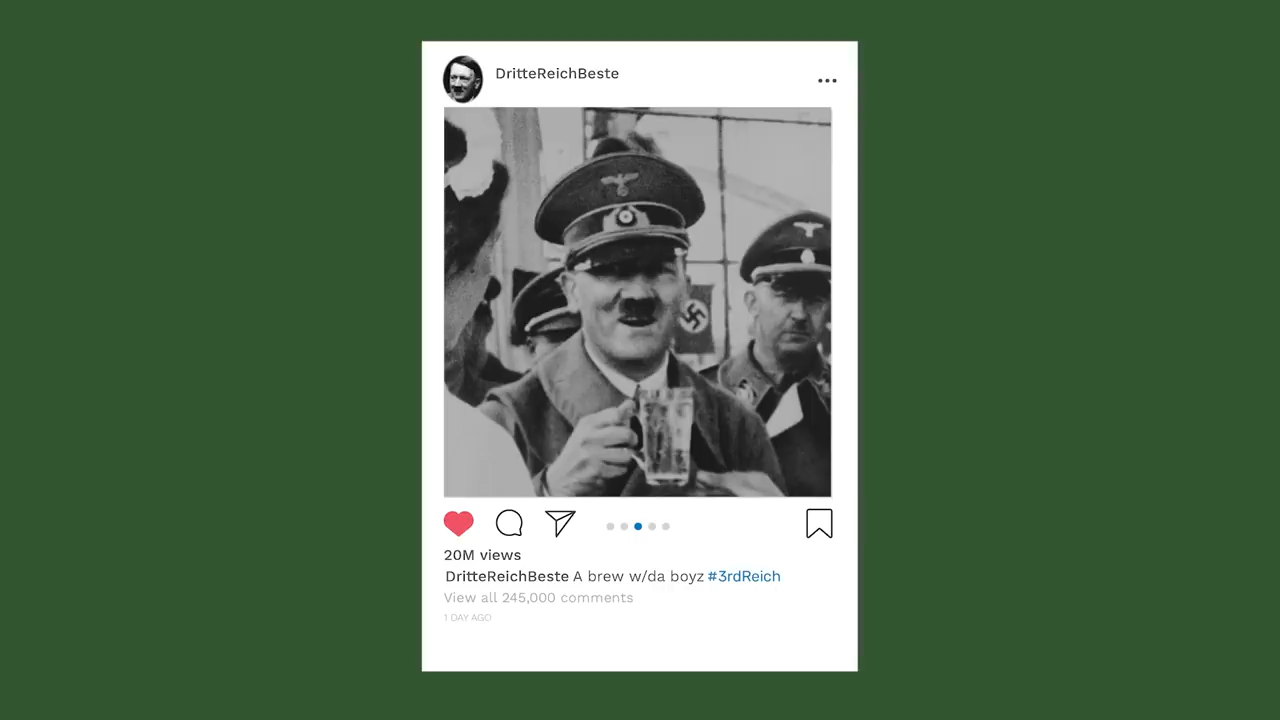 DritteReichBeste
20M views
DritteReichBeste A brew w/da boyz #3rdReich
View all 245,000 comments
1 DAY AGO